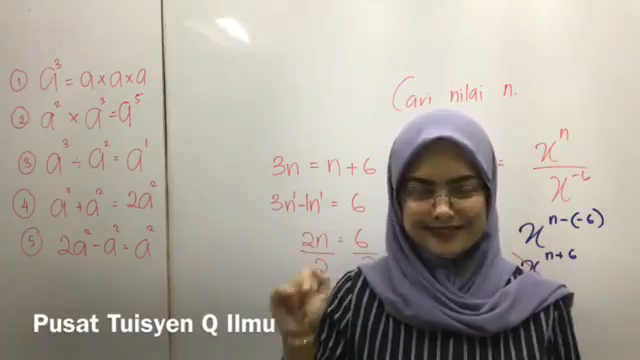 ① a³ = a × a × a
② a² × a³ = a⁵
③ a³ ÷ a² = a¹
④ a² + a² = 2a²
⑤ 2a² - a² = a²
Cari nilai n.
3n = n + 6
3n¹ - 1n¹ = 6
2n = 6
2
= xⁿ / x⁻⁶
xⁿ⁻⁽⁻⁶⁾
xⁿ⁺⁶
Pusat Tuisyen Q Ilmu